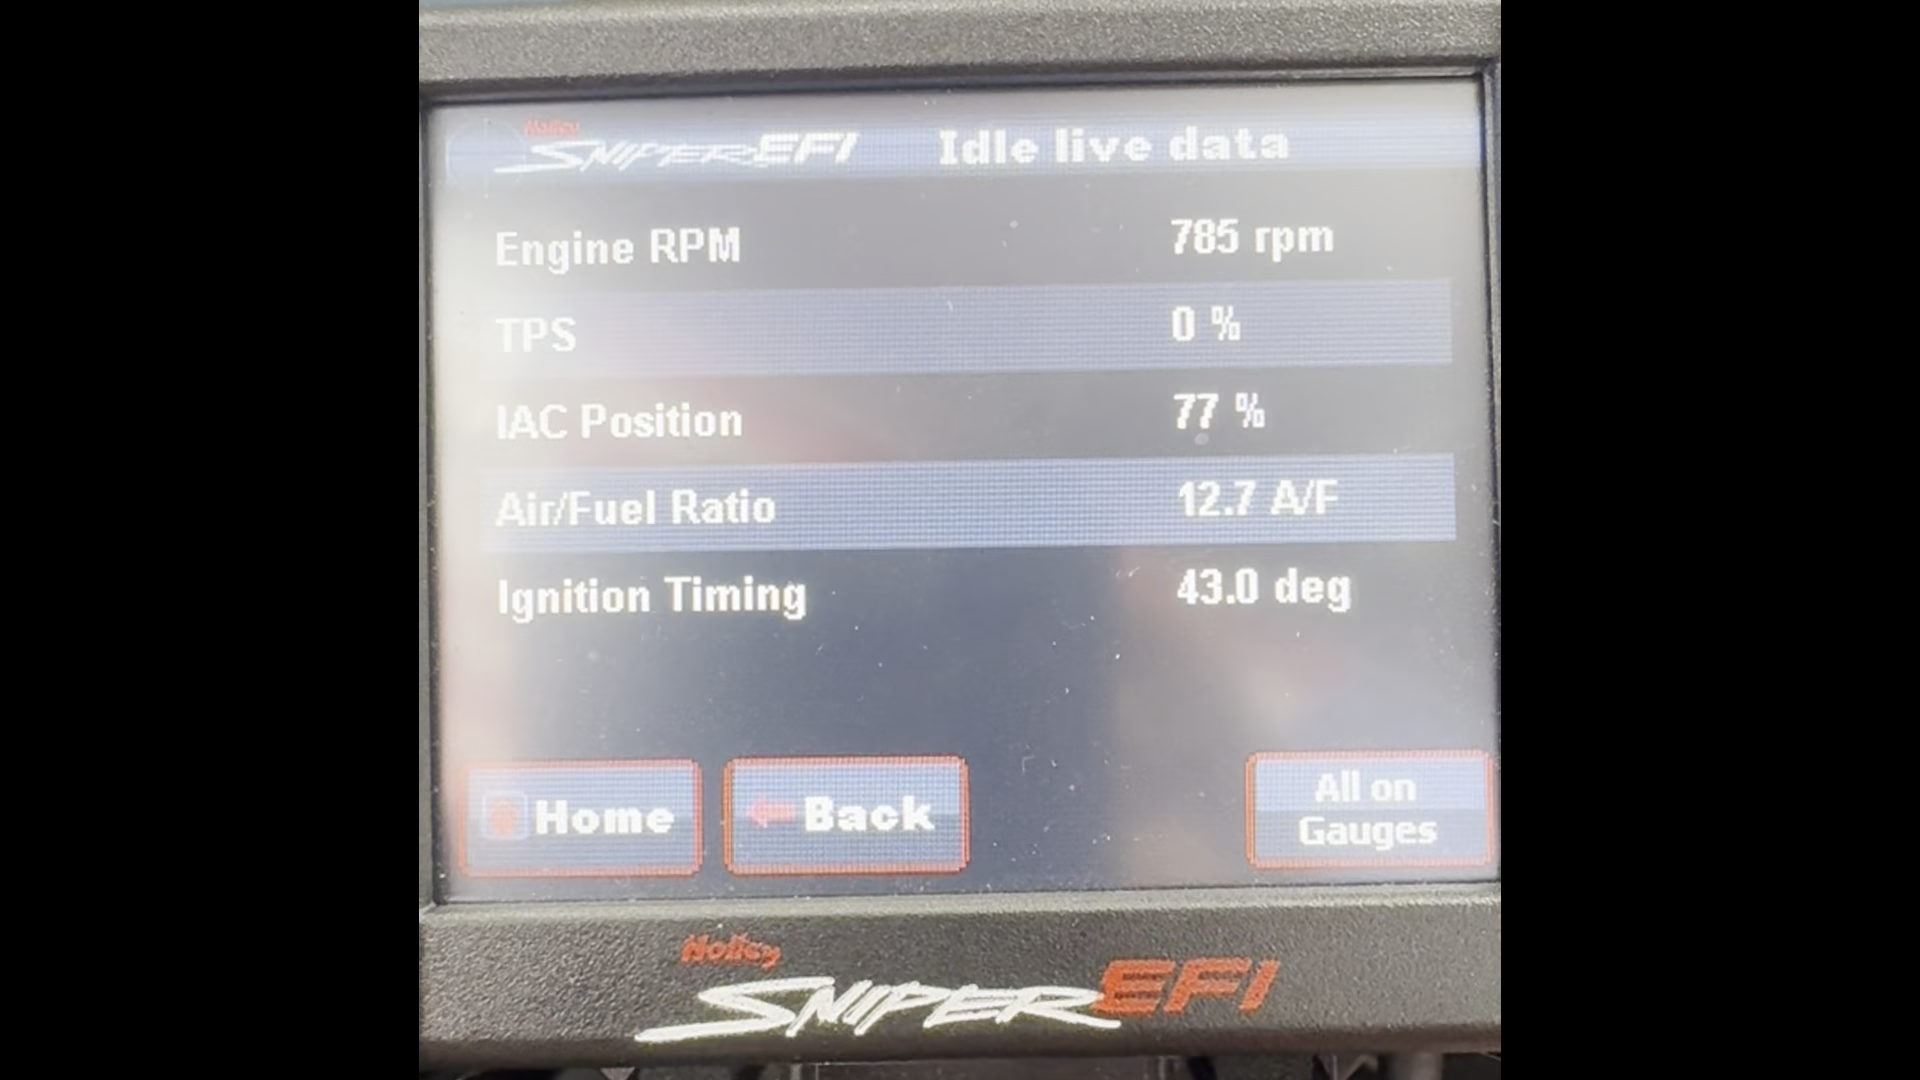 Holley
SNIPER EFI Idle live data
Engine RPM 785 rpm
TPS 0 %
IAC Position 77 %
Air/Fuel Ratio 12.7 A/F
Ignition Timing 43.0 deg
Home Back All on
Gauges
Holley
SNIPER EFI